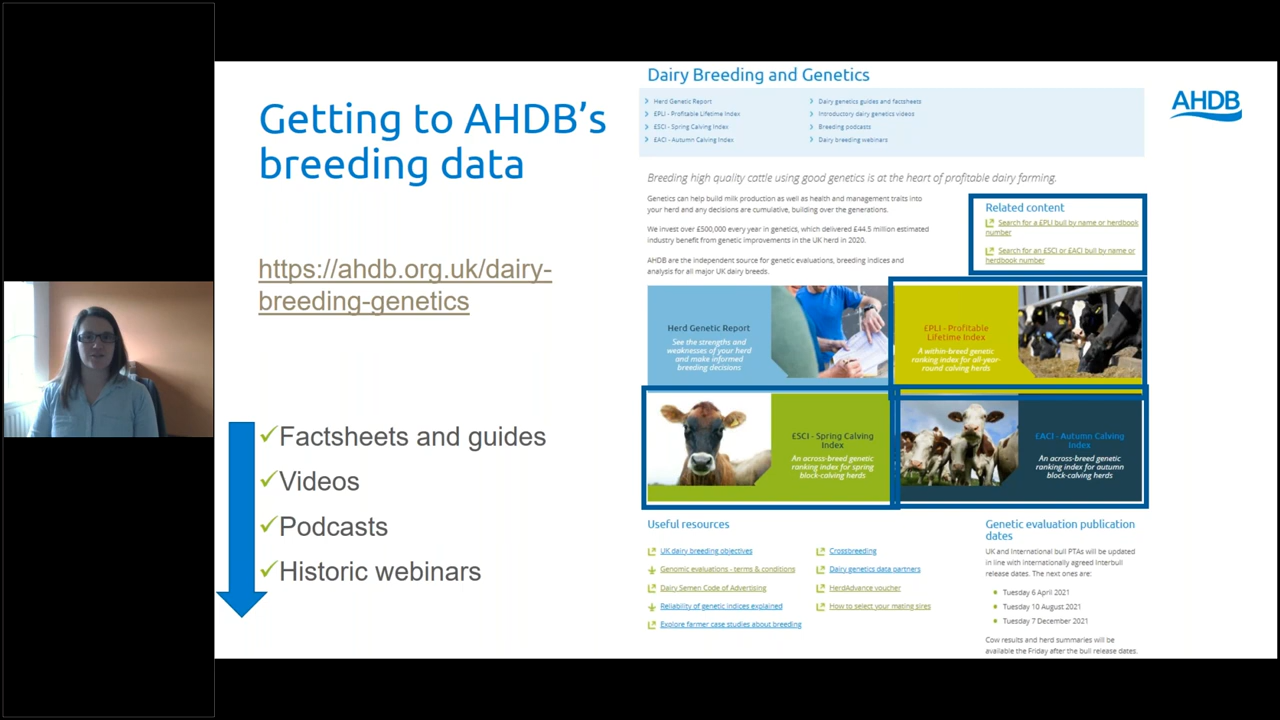 Getting to AHDB's
breeding data
https://ahdb.org.uk/dairy-
breeding-genetics
Factsheets and guides
Videos
Podcasts
Historic webinars
Dairy Breeding and Genetics
Herd Genetic Report
£PLI - Profitable Lifetime Index
£SCI - Spring Calving Index
£ACI - Autumn Calving Index
Dairy genetics guides and factsheets
Introductory dairy genetics videos
Breeding podcasts
Dairy breeding webinars
AHDB
Breeding high quality cattle using good genetics is at the heart of profitable dairy farming.
Genetics can help build milk production as well as health and management traits into
your herd and any decisions are cumulative, building over the generations.
We invest over £500,000 every year in genetics, which delivered £44.5 million estimated
industry benefit from genetic improvements in the UK herd in 2020.
AHDB are the independent source for genetic evaluations, breeding indices and
analysis for all major UK dairy breeds.
Related content
Search for a £PLI bull by name or herdbook
number
Search for an £SCI or £ACI bull by name or
herdbook number
Herd Genetic Report
See the strengths and
weaknesses of your herd
and make informed
breeding decisions
£PLI - Profitable
Lifetime Index
A within-breed genetic
ranking index for all-year-
round calving herds
£SCI - Spring Calving
Index
An across-breed genetic
ranking index for spring
block-calving herds
£ACI - Autumn Calving
Index
An across-breed genetic
ranking index for autumn
block-calving herds
Useful resources
UK dairy breeding objectives
Genomic evaluations - terms & conditions
Dairy Semen Code of Advertising
Reliability of genetic indices explained
Explore farmer case studies about breeding
Crossbreeding
Dairy genetics data partners
HerdAdvance voucher
How to select your mating sires
Genetic evaluation publication
dates
UK and International bull PTAs will be updated
in line with internationally agreed Interbull
release dates. The next ones are:
Tuesday 6 April 2021
Tuesday 10 August 2021
Tuesday 7 December 2021
Cow results and herd summaries will be
available the Friday after the bull release dates.